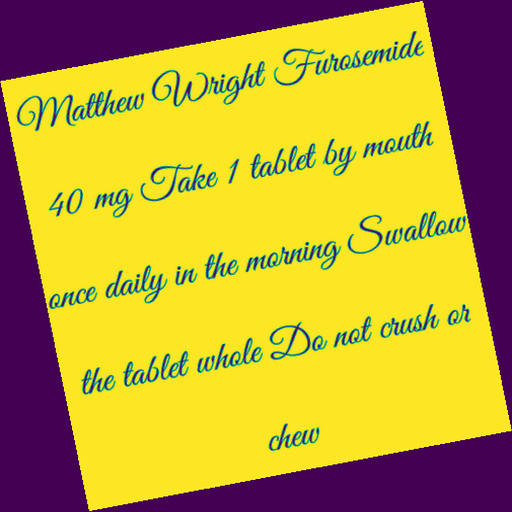 Matthew Wright Furosemide
40 mg Take 1 tablet by mouth
once daily in the morning Swallow
the tablet whole Do not crush or
chew